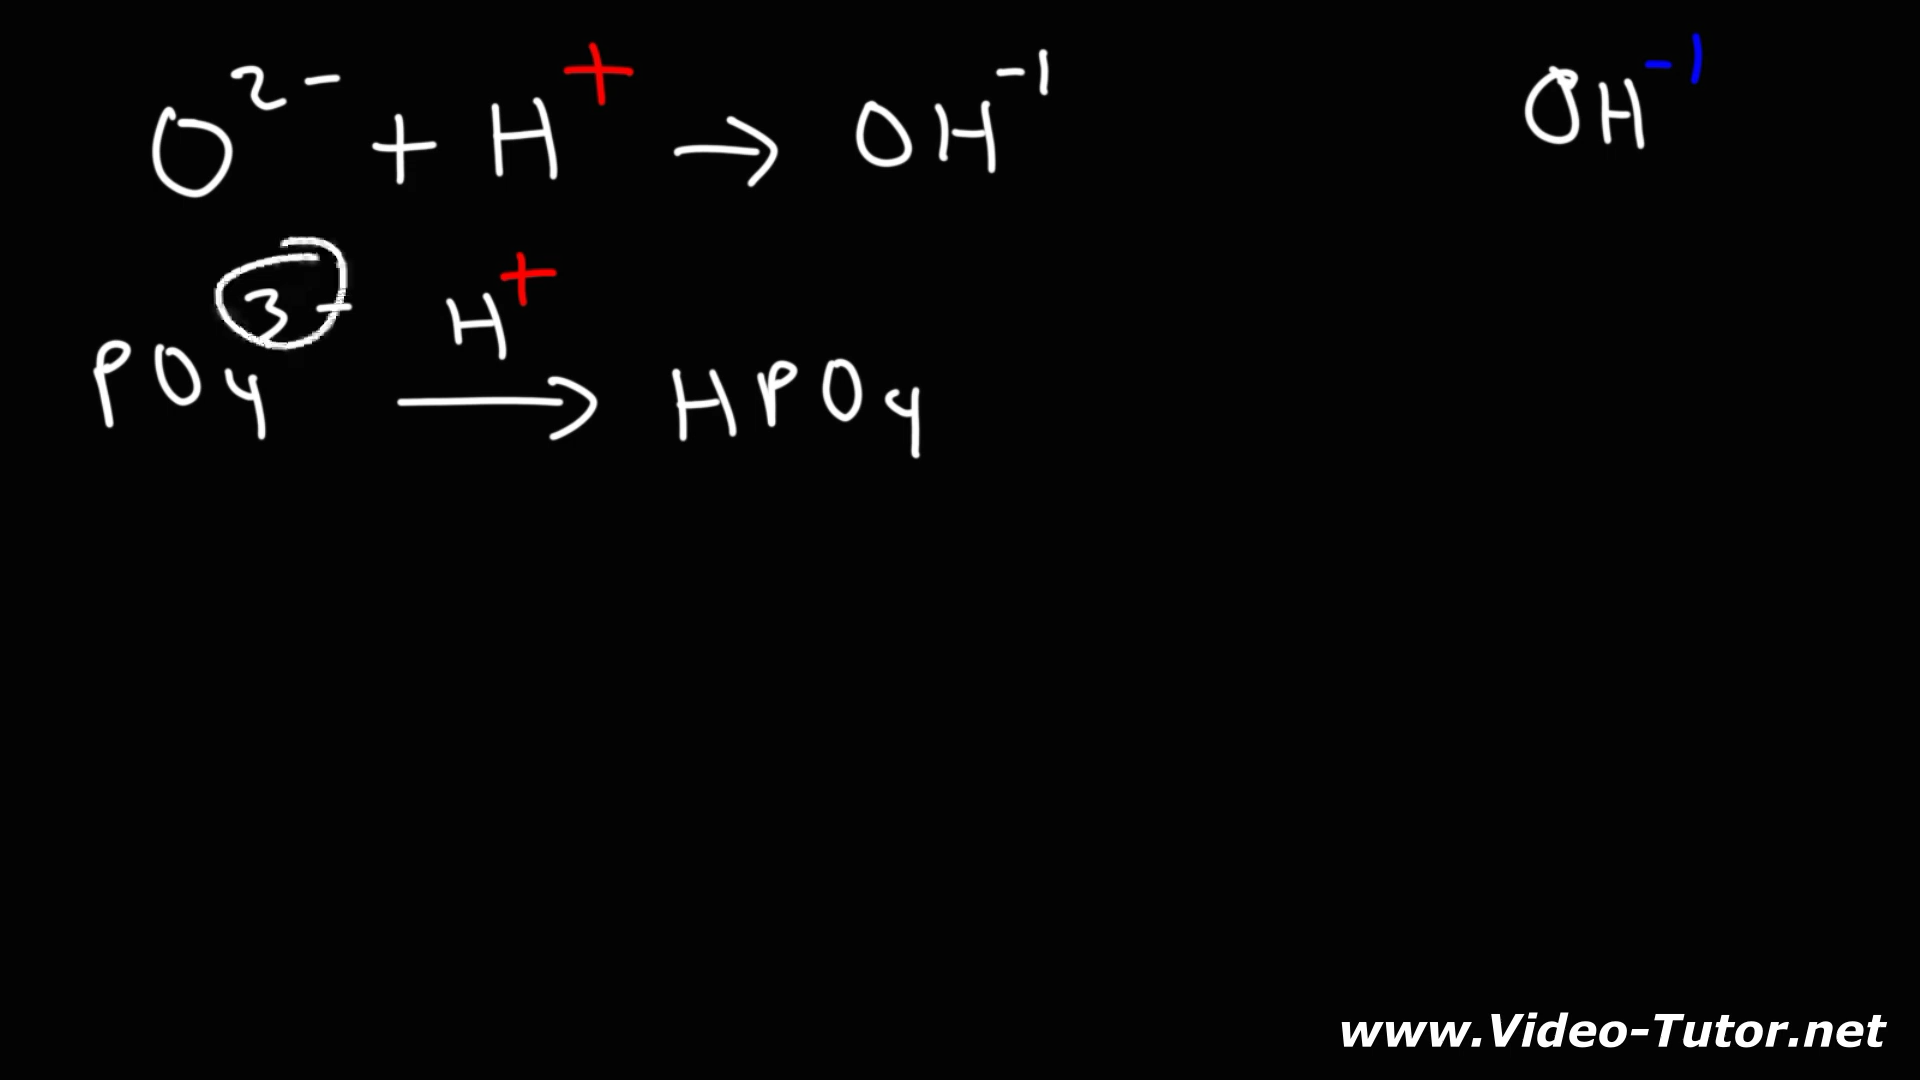 O²⁻ + H⁺ → OH⁻¹
OH⁻¹
PO₄³⁻ H⁺ → HPO₄
www.Video-Tutor.net